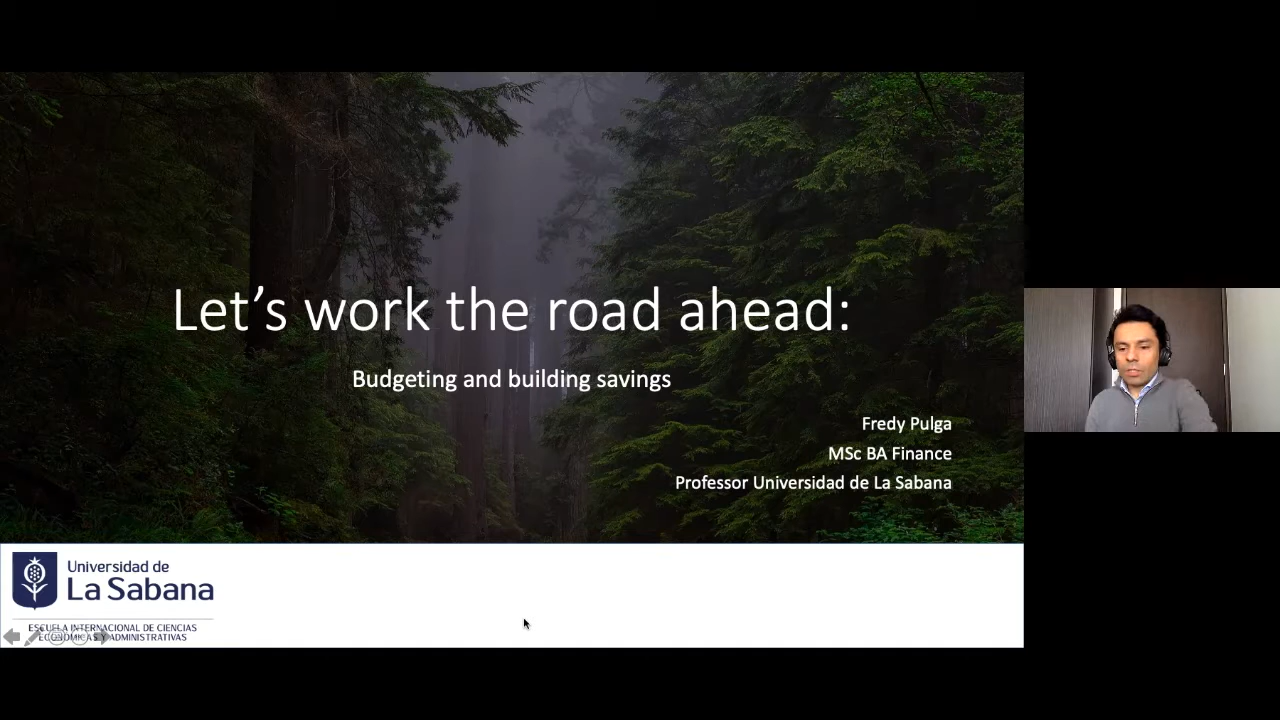 Let's work the road ahead:
Budgeting and building savings
Fredy Pulga
MSc BA Finance
Professor Universidad de La Sabana
Universidad de
La Sabana
ESCUELA INTERNACIONAL DE CIENCIAS
ECONÓMICAS Y ADMINISTRATIVAS